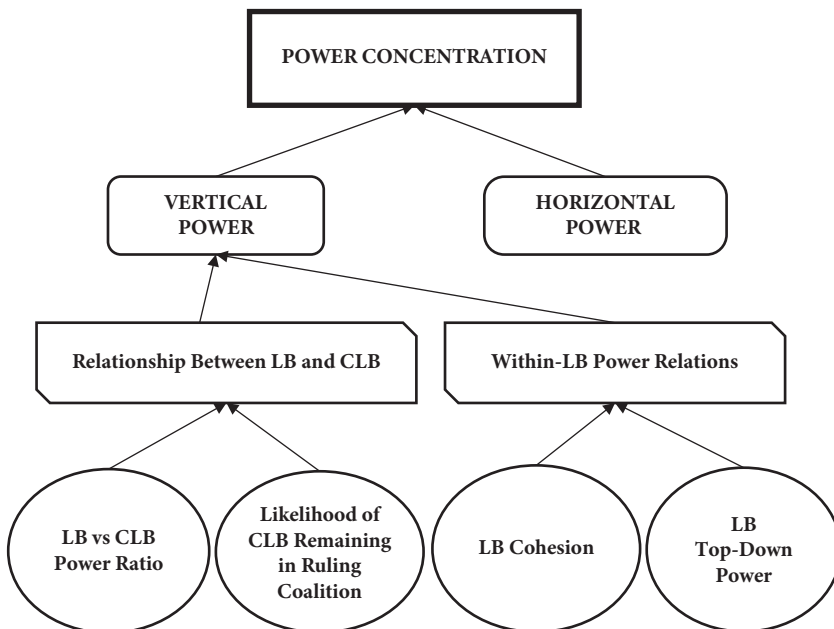 POWER CONCENTRATION
VERTICAL
POWER
HORIZONTAL
POWER
Relationship Between LB and CLB
Within-LB Power Relations
LB vs CLB
Power Ratio
Likelihood of
CLB Remaining
in Ruling
Coalition
LB Cohesion
LB
Top-Down
Power